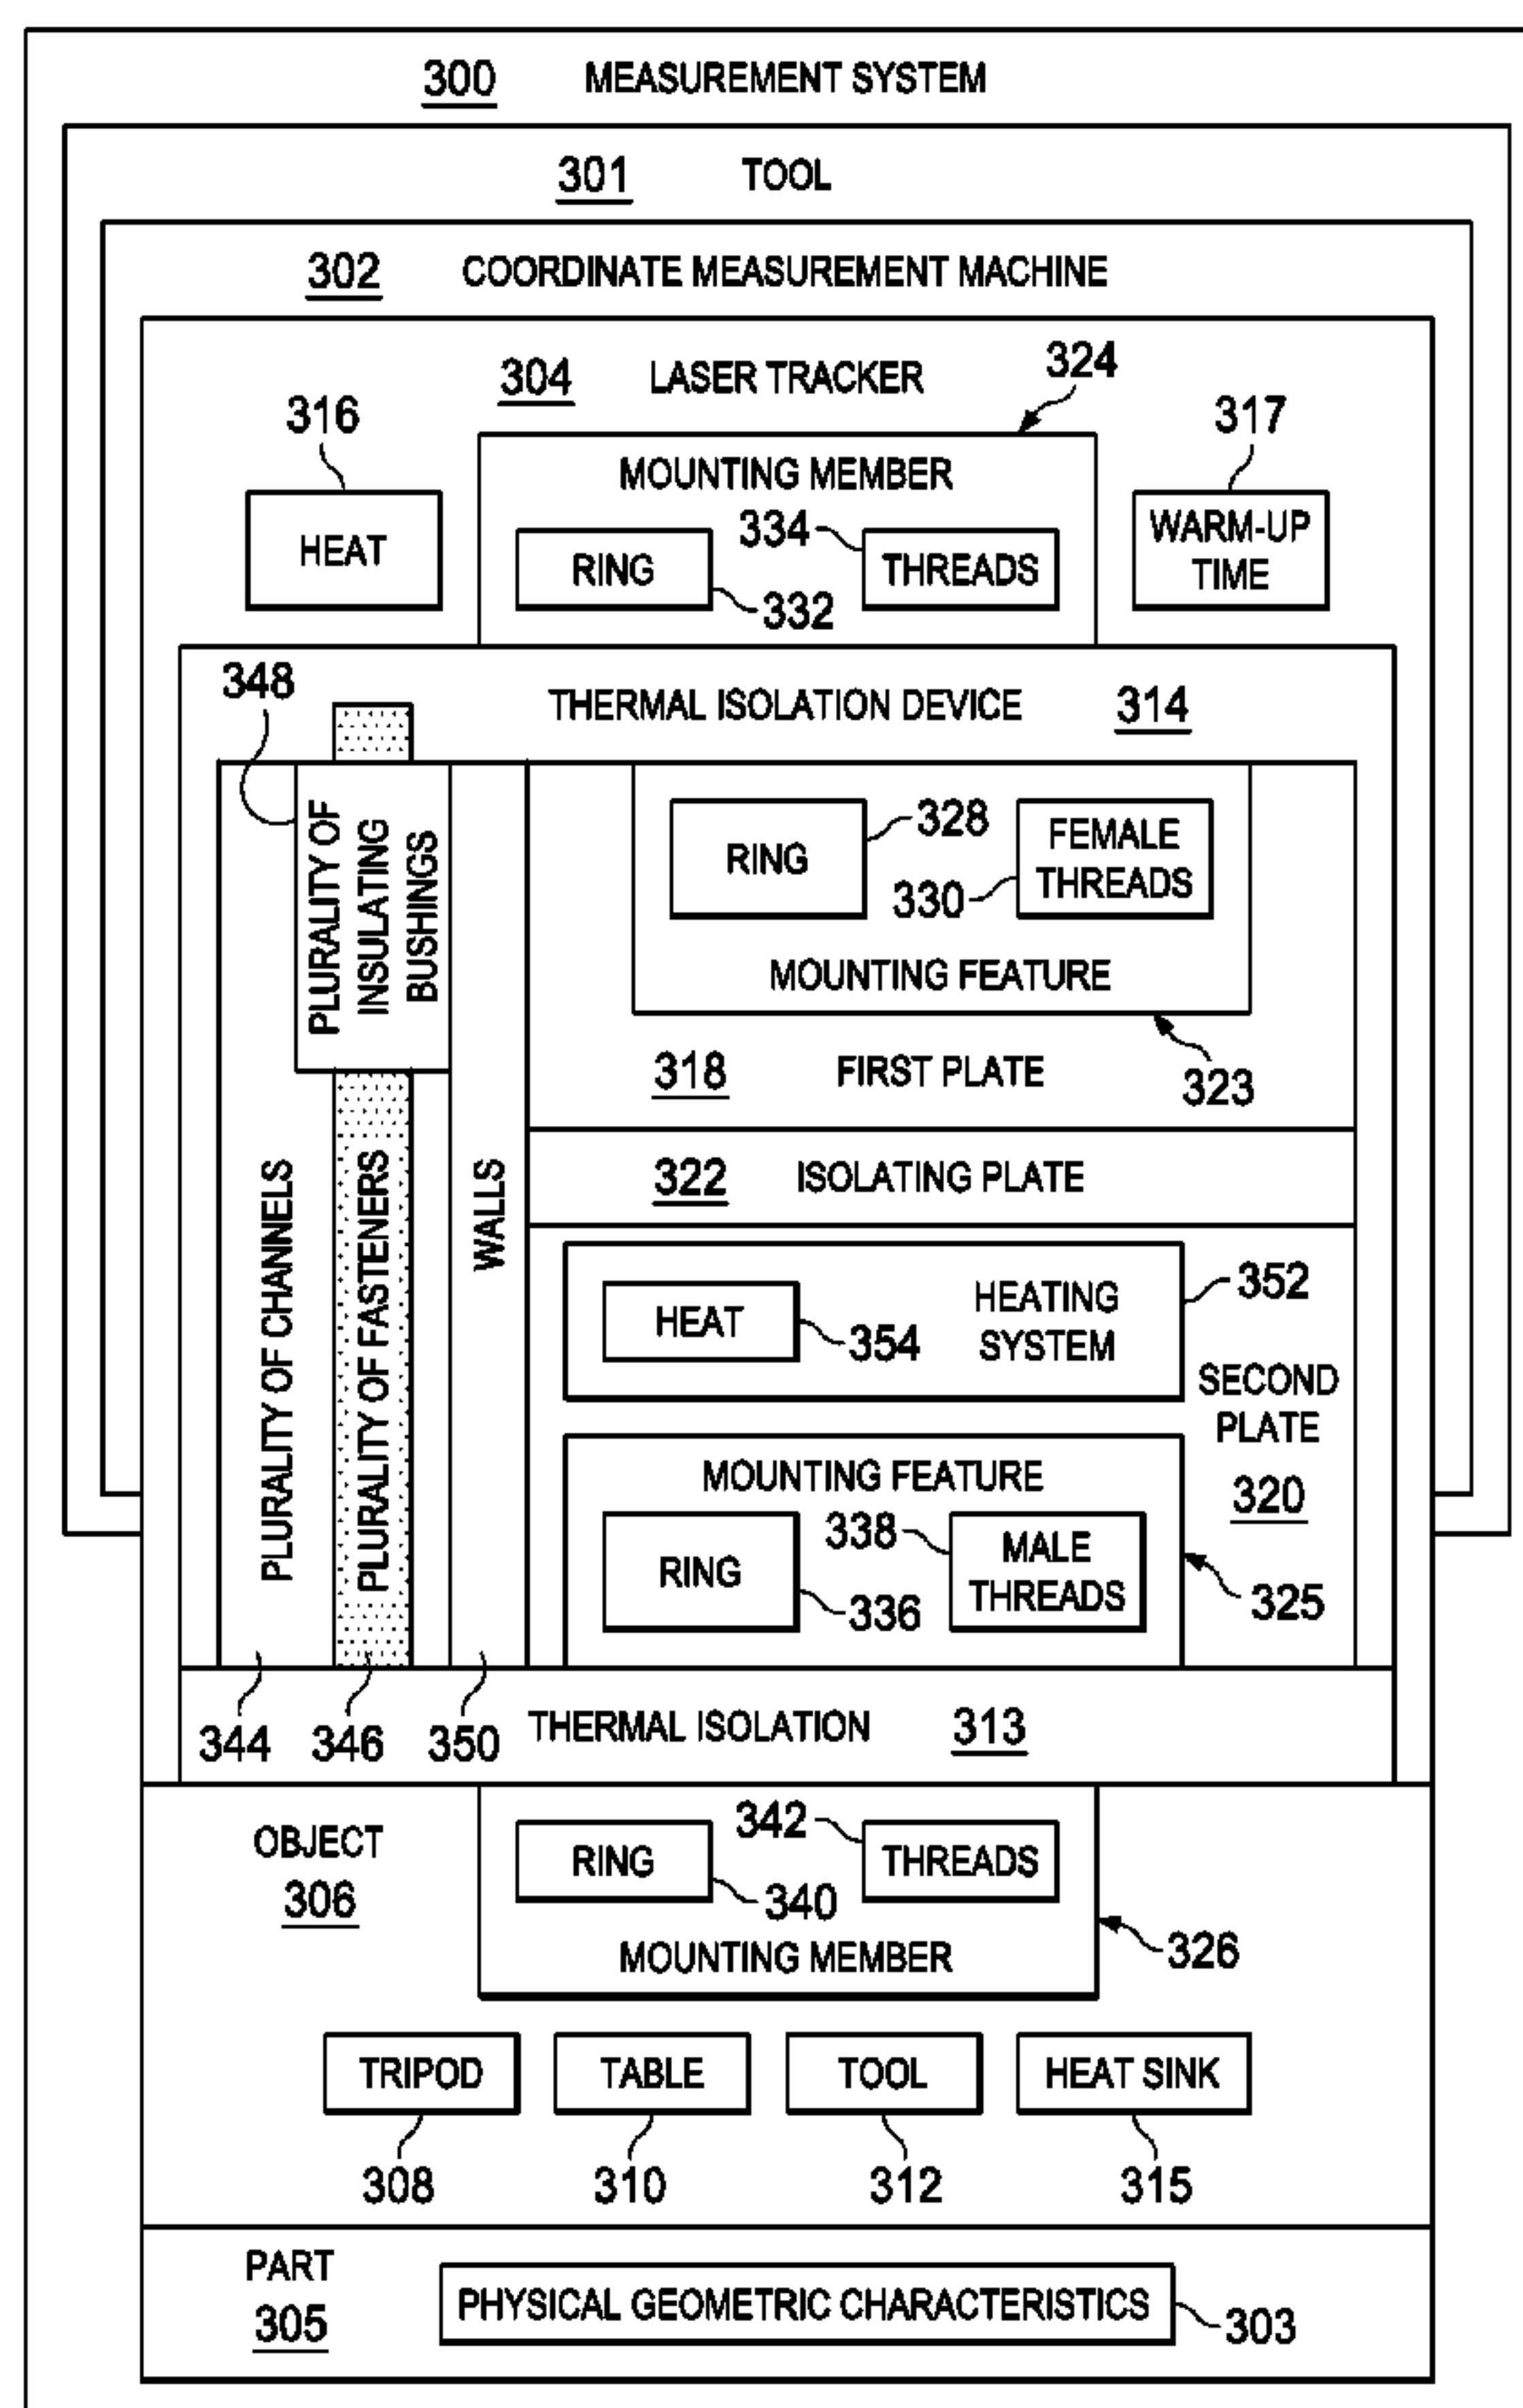 300 MEASUREMENT SYSTEM
301 TOOL
302 COORDINATE MEASUREMENT MACHINE
304 LASER TRACKER
324
316
317
HEAT
MOUNTING MEMBER
RING
332
334
THREADS
WARM-UP
TIME
348
THERMAL ISOLATION DEVICE 314
PLURALITY OF
INSULATING
BUSHINGS
RING
328
330
FEMALE
THREADS
MOUNTING FEATURE
323
318 FIRST PLATE
PLURALITY OF CHANNELS
PLURALITY OF FASTENERS
WALLS
322 ISOLATING PLATE
HEAT
354
HEATING
SYSTEM
352
SECOND
PLATE
320
MOUNTING FEATURE
RING
336
338
MALE
THREADS
325
344
346
350
THERMAL ISOLATION 313
OBJECT
306
RING
340
342
THREADS
MOUNTING MEMBER
326
TRIPOD
TABLE
TOOL
HEAT SINK
308
310
312
315
PART
305
PHYSICAL GEOMETRIC CHARACTERISTICS
303